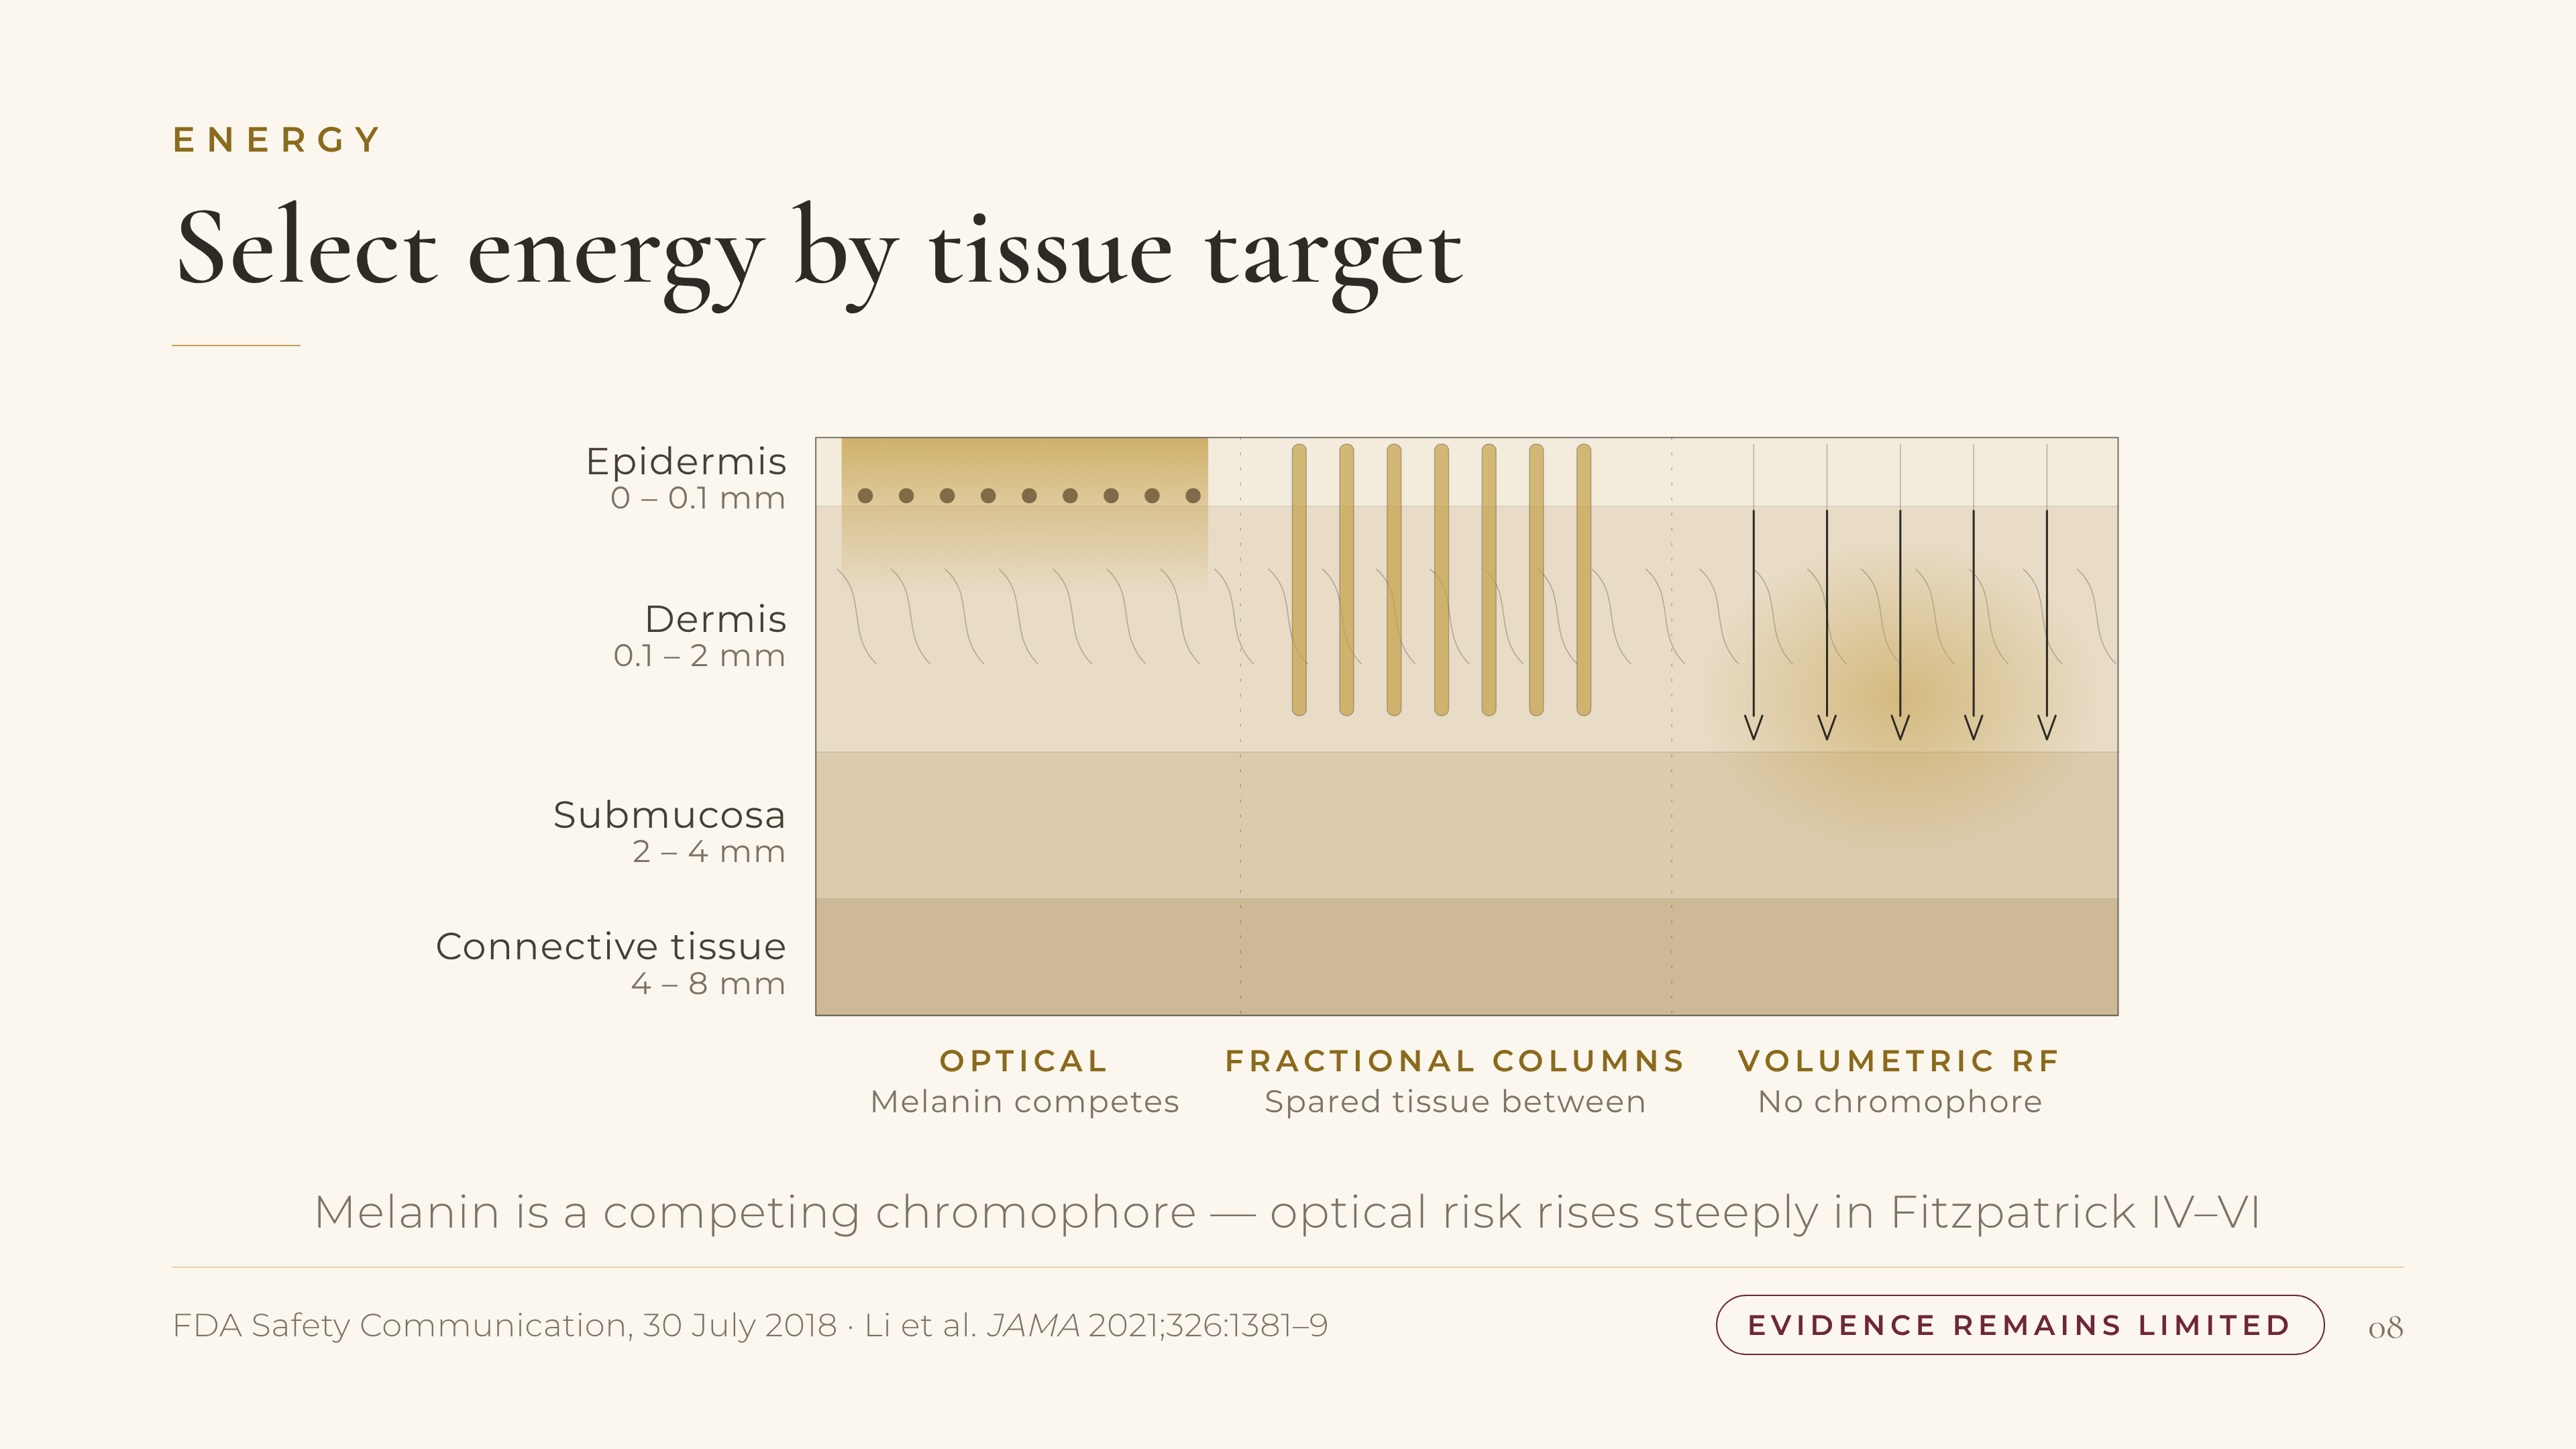 ENERGY
Select energy by tissue target
Epidermis
0 – 0.1 mm
Dermis
0.1 – 2 mm
Submucosa
2 – 4 mm
Connective tissue
4 – 8 mm
OPTICAL
Melanin competes
FRACTIONAL COLUMNS
Spared tissue between
VOLUMETRIC RF
No chromophore
Melanin is a competing chromophore — optical risk rises steeply in Fitzpatrick IV–VI
FDA Safety Communication, 30 July 2018 · Li et al. JAMA 2021;326:1381–9
EVIDENCE REMAINS LIMITED
08